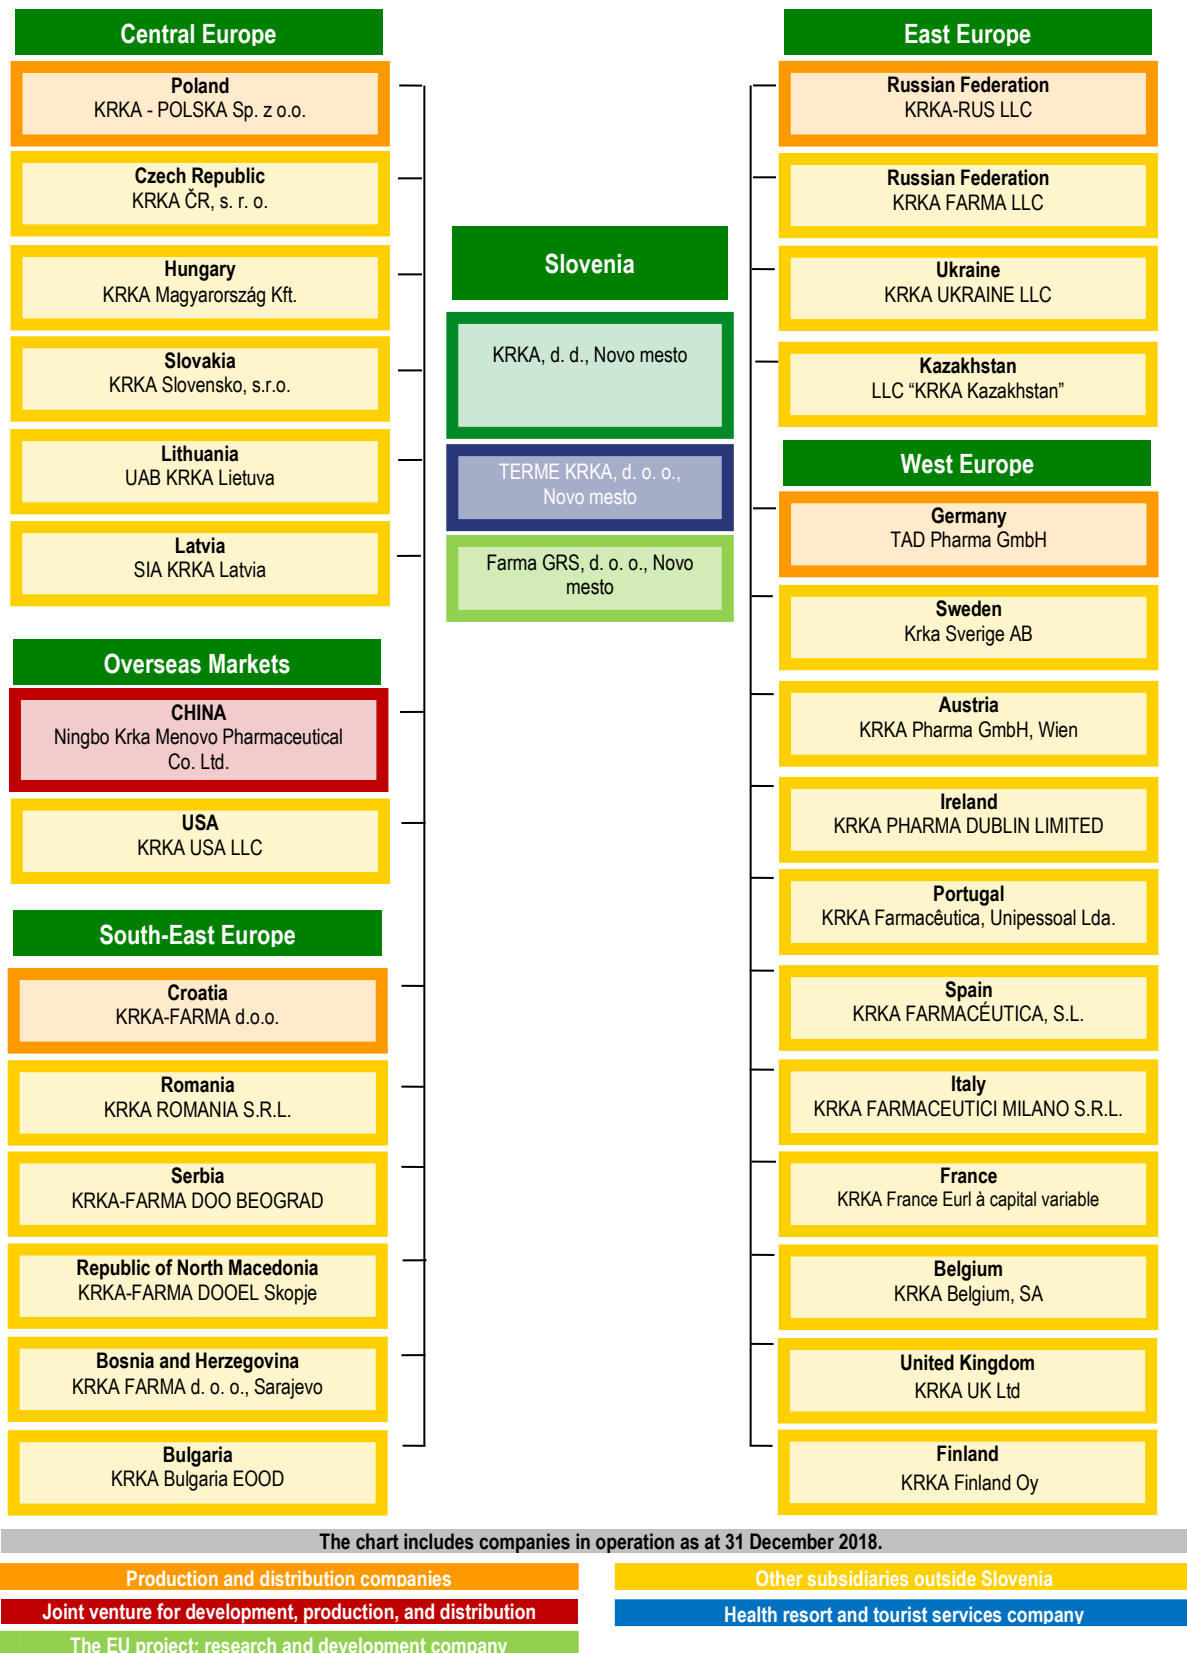 Central Europe
Poland
KRKA - POLSKA Sp. z o.o.
Czech Republic
KRKA ČR, s. r. o.
Hungary
KRKA Magyarország Kft.
Slovakia
KRKA Slovensko, s.r.o.
Lithuania
UAB KRKA Lietuva
Latvia
SIA KRKA Latvia
Overseas Markets
CHINA
Ningbo Krka Menovo Pharmaceutical
Co. Ltd.
USA
KRKA USA LLC
South-East Europe
Croatia
KRKA-FARMA d.o.o.
Romania
KRKA ROMANIA S.R.L.
Serbia
KRKA-FARMA DOO BEOGRAD
Republic of North Macedonia
KRKA-FARMA DOOEL Skopje
Bosnia and Herzegovina
KRKA FARMA d. o. o., Sarajevo
Bulgaria
KRKA Bulgaria EOOD
Slovenia
KRKA, d. d., Novo mesto
TERME KRKA, d. o. o.,
Novo mesto
Farma GRS, d. o. o., Novo
mesto
East Europe
Russian Federation
KRKA-RUS LLC
Russian Federation
KRKA FARMA LLC
Ukraine
KRKA UKRAINE LLC
Kazakhstan
LLC “KRKA Kazakhstan”
West Europe
Germany
TAD Pharma GmbH
Sweden
Krka Sverige AB
Austria
KRKA Pharma GmbH, Wien
Ireland
KRKA PHARMA DUBLIN LIMITED
Portugal
KRKA Farmacêutica, Unipessoal Lda.
Spain
KRKA FARMACÉUTICA, S.L.
Italy
KRKA FARMACEUTICI MILANO S.R.L.
France
KRKA France Eurl à capital variable
Belgium
KRKA Belgium, SA
United Kingdom
KRKA UK Ltd
Finland
KRKA Finland Oy
The chart includes companies in operation as at 31 December 2018.
Production and distribution companies
Joint venture for development, production, and distribution
The EU project; research and development company
Other subsidiaries outside Slovenia
Health resort and tourist services company